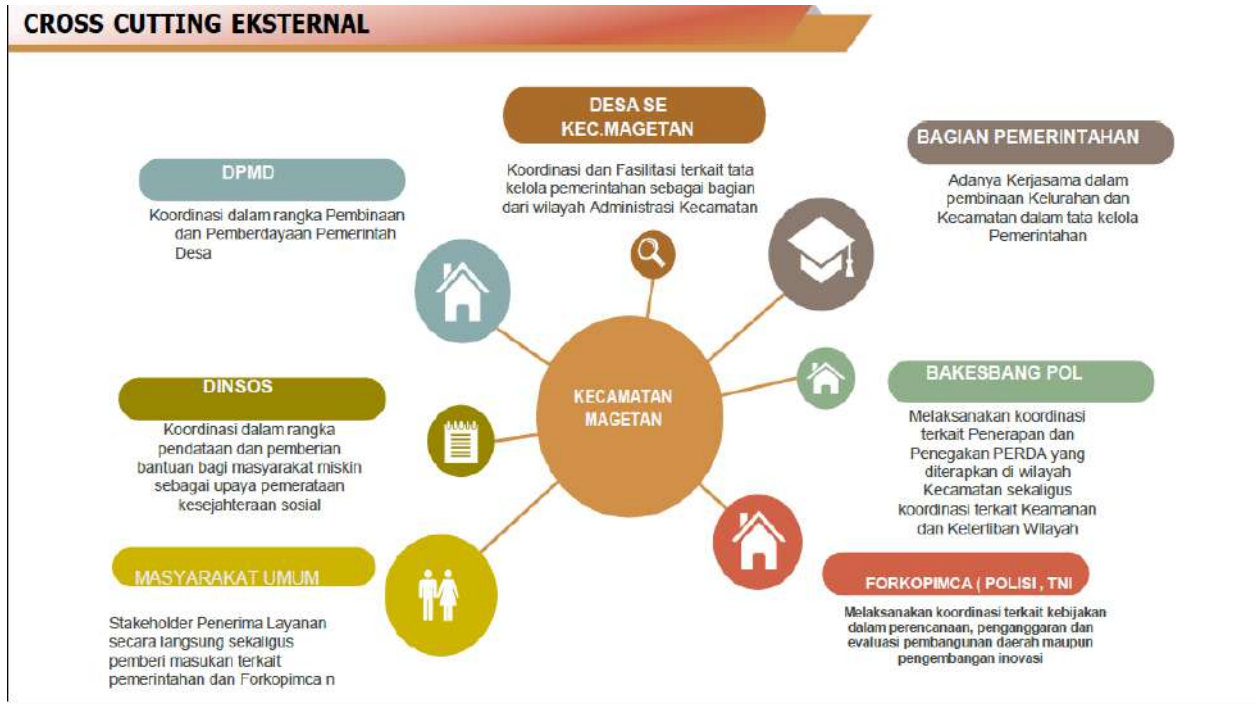 CROSS CUTTING EKSTERNAL
DESA SE
KEC.MAGETAN
Koordinasi dan Fasilitasi terkait tata
kelola pemerintahan sebagai bagian
dari wilayah Administrasi Kecamatan
BAGIAN PEMERINTAHAN
Adanya Kerjasama dalam
pembinaan Kelurahan dan
Kecamatan dalam tata kelola
Pemerintahan
DPMD
Koordinasi dalam rangka Pembinaan
dan Pemberdayaan Pemerintah
Desa
KECAMATAN
MAGETAN
BAKESBANG POL
Melaksanakan koordinasi
terkait Penerapan dan
Penegakan PERDA yang
diterapkan di wilayah
Kecamatan sekaligus
koordinasi terkait Keamanan
dan Ketertiban Wilayah
DINSOS
Koordinasi dalam rangka
pendataan dan pemberian
bantuan bagi masyarakat miskin
sebagai upaya pemerataan
kesejahteraan sosial
FORKOPIMCA ( POLISI , TNI
Melaksanakan koordinasi terkait kebijakan
dalam perencanaan, penganggaran dan
evaluasi pembangunan daerah maupun
pengembangan inovasi
MASYARAKAT UMUM
Stakeholder Penerima Layanan
secara langsung sekaligus
pemberi masukan terkait
pemerintahan dan Forkopimca n